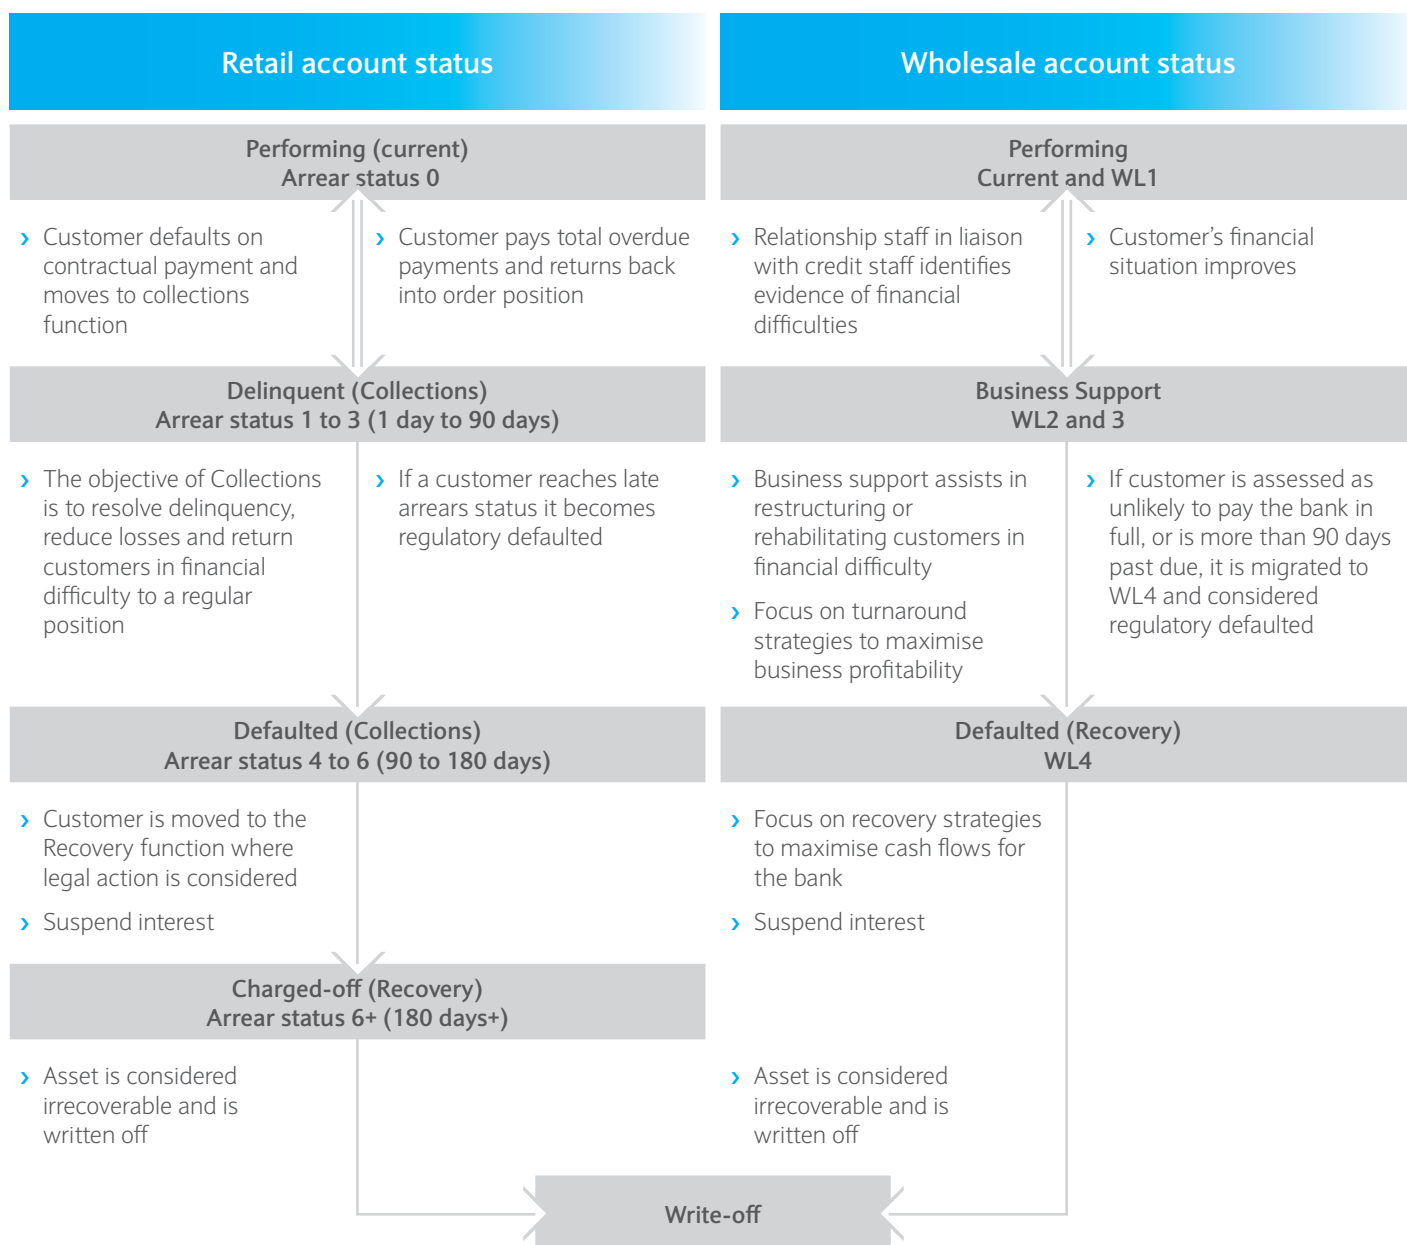 Retail account status
Wholesale account status
Performing (current)
Arrear status 0
Performing
Current and WL1
› Customer defaults on
contractual payment and
moves to collections
function
› Customer pays total overdue
payments and returns back
into order position
› Relationship staff in liaison
with credit staff identifies
evidence of financial
difficulties
› Customer’s financial
situation improves
Delinquent (Collections)
Arrear status 1 to 3 (1 day to 90 days)
Business Support
WL2 and 3
› The objective of Collections
is to resolve delinquency,
reduce losses and return
customers in financial
difficulty to a regular
position
› If a customer reaches late
arrears status it becomes
regulatory defaulted
› Business support assists in
restructuring or
rehabilitating customers in
financial difficulty
› Focus on turnaround
strategies to maximise
business profitability
› If customer is assessed as
unlikely to pay the bank in
full, or is more than 90 days
past due, it is migrated to
WL4 and considered
regulatory defaulted
Defaulted (Collections)
Arrear status 4 to 6 (90 to 180 days)
Defaulted (Recovery)
WL4
› Customer is moved to the
Recovery function where
legal action is considered
› Suspend interest
› Focus on recovery strategies
to maximise cash flows for
the bank
› Suspend interest
Charged-off (Recovery)
Arrear status 6+ (180 days+)
› Asset is considered
irrecoverable and is
written off
› Asset is considered
irrecoverable and is
written off
Write-off